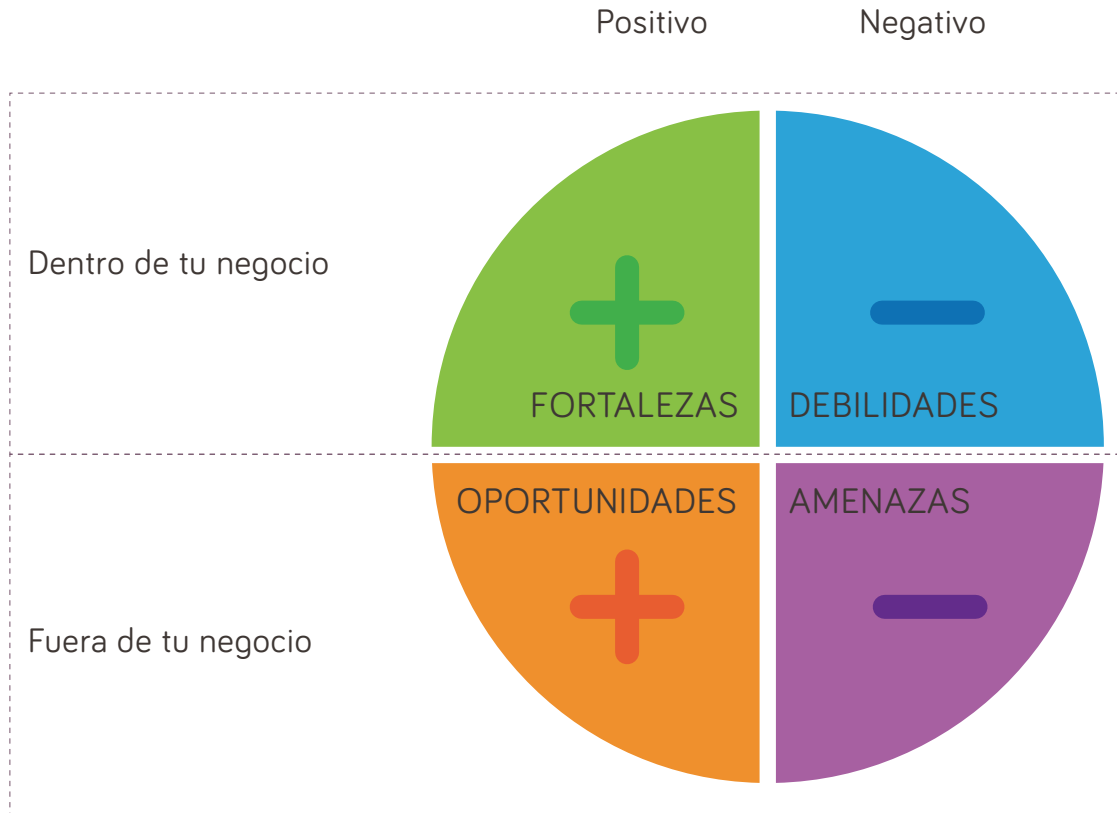 Positivo Negativo
Dentro de tu negocio
FORTALEZAS DEBILIDADES
OPORTUNIDADES AMENAZAS
Fuera de tu negocio